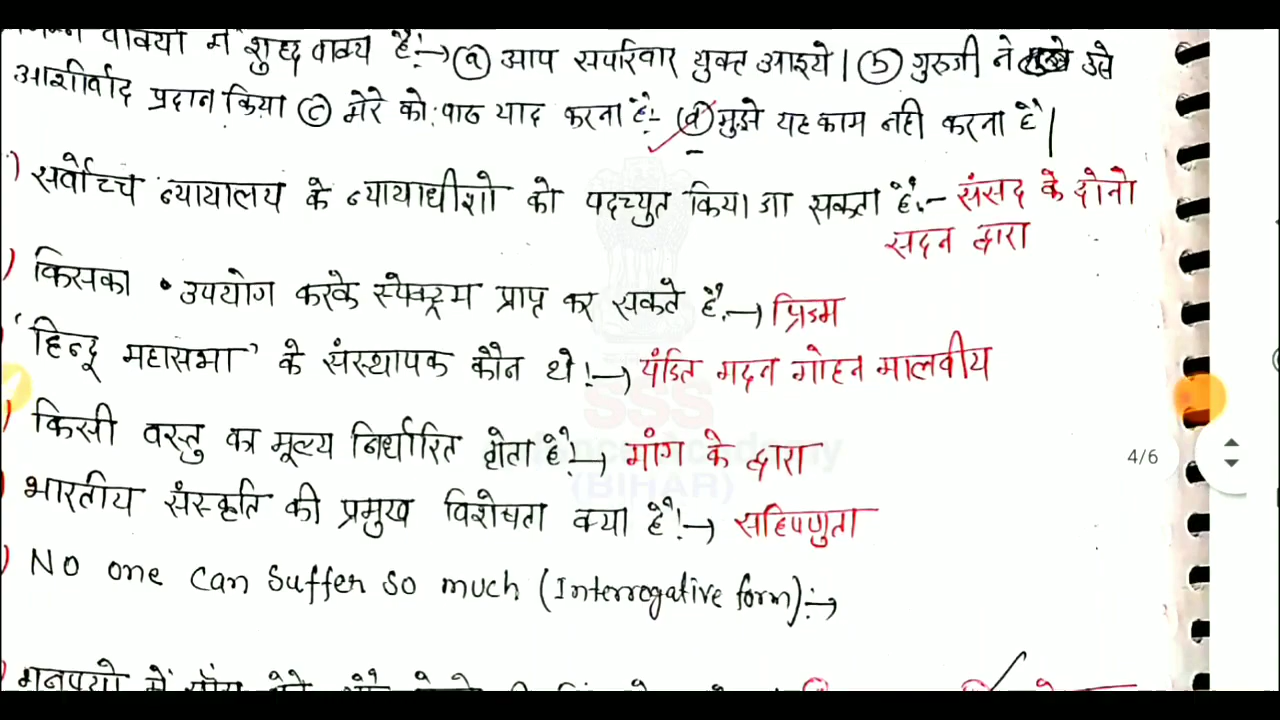 वाक्यो में शुद्ध वाक्य है:→ (a) आप सपरिवार युक्त आइये। (b) गुरुजी ने उसे
आशीर्वाद प्रदान किया (c) मेरे को पाठ याद करना है- (d) मुझे यह काम नही करना है।
सर्वोच्च न्यायालय के न्यायाधीशो को पदच्युत किया जा सकता है:- संसद के दोनो
सदन द्वारा
किसका उपयोग करके स्पेक्ट्रम प्राप्त कर सकते है.→ प्रिडम
'हिन्दू महासभा' के संस्थापक कौन थे!→ पंडित मदन मोहन मालवीय
SSS
किसी वस्तु का मूल्य निर्धारित होता है!→ मांग के द्वारा
4/6
(BIHAR)
भारतीय संस्कृति की प्रमुख विशेषता क्या है!→ सहिष्णुता
No one can suffer so much (Interrogative form):→